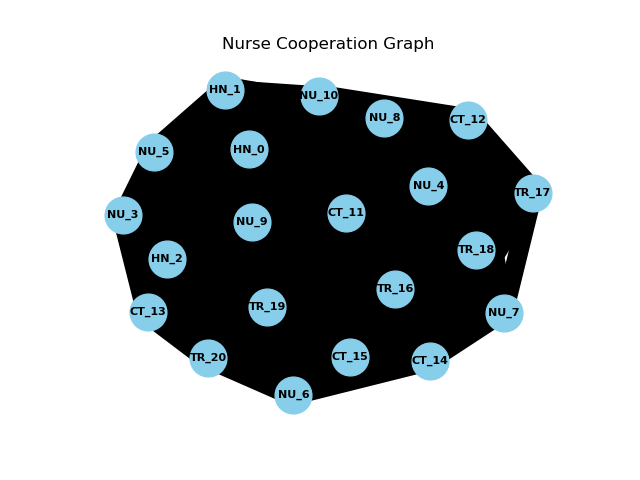 Nurse Cooperation Graph
HN_1
NU_10
NU_8
CT_12
NU_5
HN_0
NU_4
TR_17
NU_3
NU_9
CT_11
TR_18
HN_2
TR_16
CT_13
TR_19
NU_7
TR_20
CT_15
CT_14
NU_6